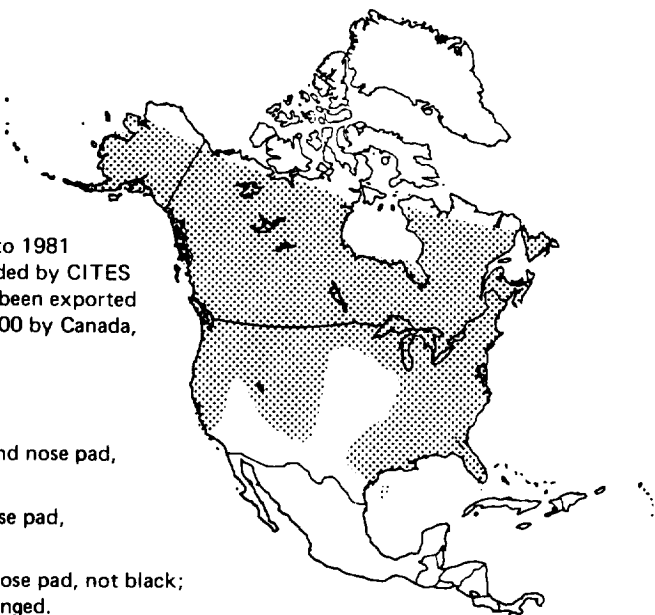 to 1981
ded by CITES
been exported
00 by Canada,
nd nose pad,
se pad,
ose pad, not black;
nged.